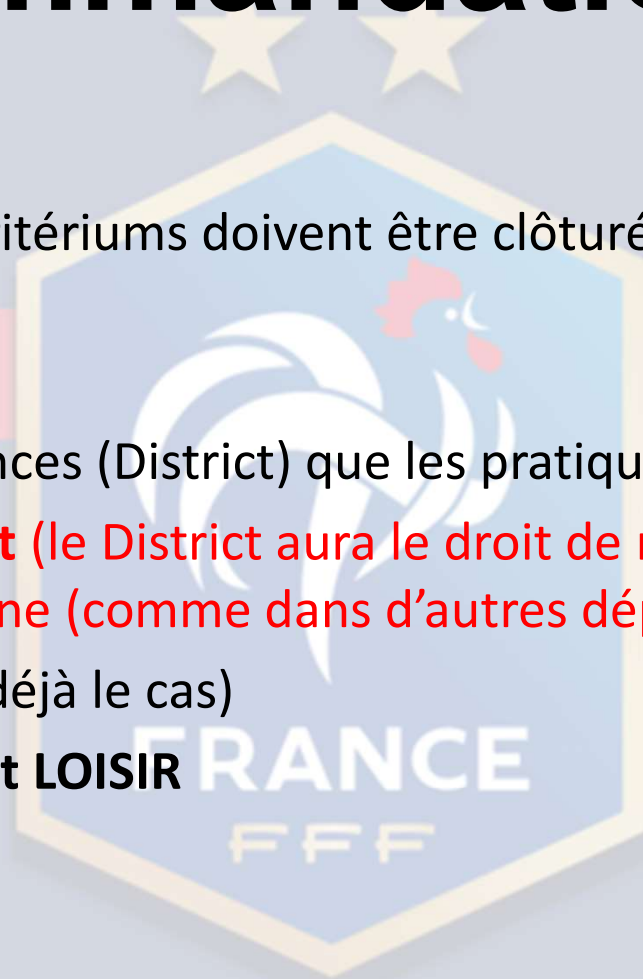 itériums doivent être clôturé
nces (District) que les pratiqu
t (le District aura le droit de
ne (comme dans d’autres dép
déjà le cas)
t LOISIR
FRANCE
FFF